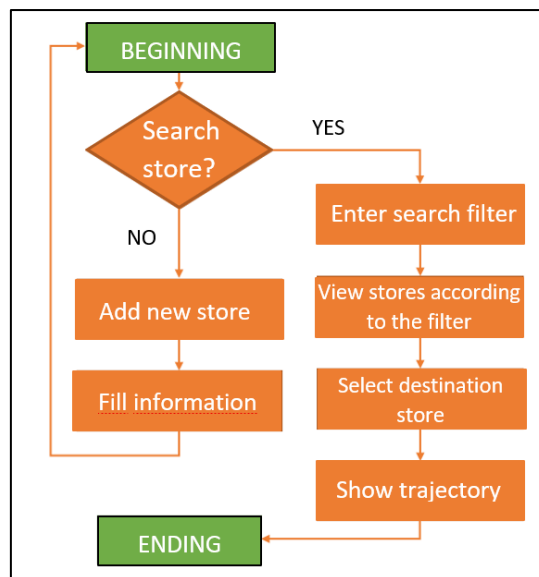 BEGINNING
Search
store?
YES
NO
Enter search filter
View stores according
to the filter
Add new store
Select destination
store
Fill information
Show trajectory
ENDING